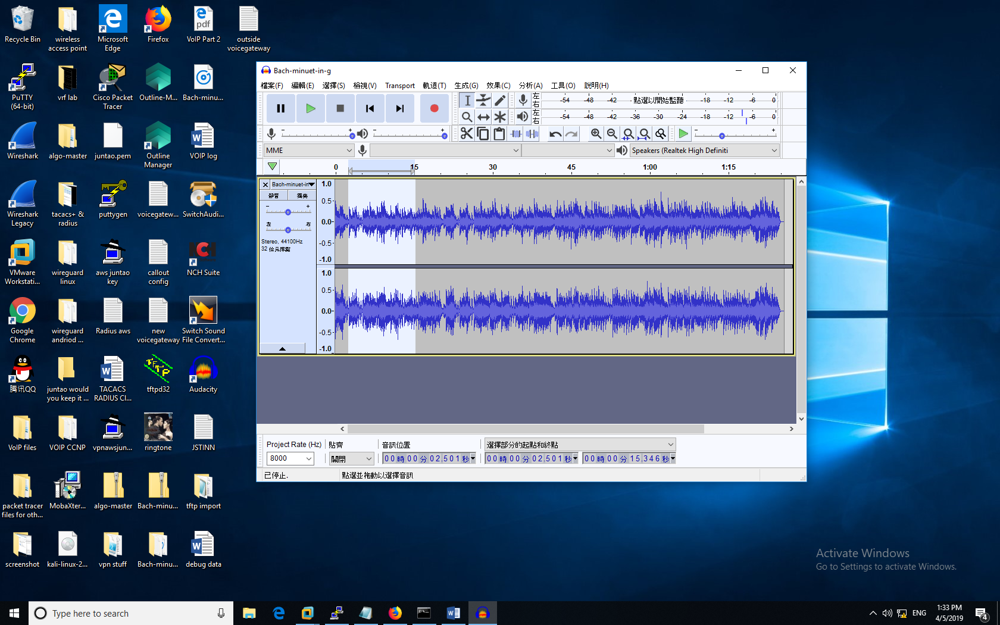 Recycle Bin
wireless
access point
Microsoft
Edge
Firefox
VoIP Part 2
outside
voicegateway
PuTTY
(64-bit)
vrf lab
Cisco Packet
Tracer
Outline-M...
Bach-minu...
Wireshark
algo-master
juntao.pem
Outline
Manager
VOIP log
Wireshark
Legacy
tacacs+ &
radius
puttygen
voicegatew...
SwitchAudi...
VMware
Workstati...
wireguard
linux
aws juntao
key
callout
config
NCH Suite
Google
Chrome
wireguard
andriod ...
Radius aws
new
voicegateway
Switch Sound
File Convert...
腾讯QQ
juntao would
you keep it ...
TACACS
RADIUS Cl...
tftpd32
Audacity
VoIP files
VOIP CCNP
vpnawsjun...
ringtone
JSTINN
packet tracer
files for oth...
MobaXter...
algo-master
Bach-minu...
tftp import
screenshot
kali-linux-2...
vpn stuff
Bach-minu...
debug data
Bach-minuet-in-g
檔案(F) 編輯(E) 選擇(S) 檢視(V) Transport 軌道(T) 生成(G) 效果(C) 分析(A) 工具(O) 說明(H)
左
右
-54 -48 -42 點選以開始監聽 -18 -12 -6 0
左
右
-54 -48 -42 -36 -30 -24 -18 -12 -6 0
MME
Speakers (Realtek High Definiti
0 15 30 45 1:00 1:15
Bach-minuet-in
靜音 獨奏
左 右
Stereo, 44100Hz
1.0
0.5
0.0
-0.5
-1.0
1.0
0.5
0.0
-0.5
-1.0
Project Rate (Hz) 貼齊 音訊位置 選擇部分的起點和終點
8000 關閉 00 時 00 分 02.501 秒 00 時 00 分 02.501 秒 00 時 00 分 15.346 秒
已停止. 點選並拖動以選擇音訊
Activate Windows
Go to Settings to activate Windows.
Type here to search
ENG
1:33 PM
4/5/2019
4